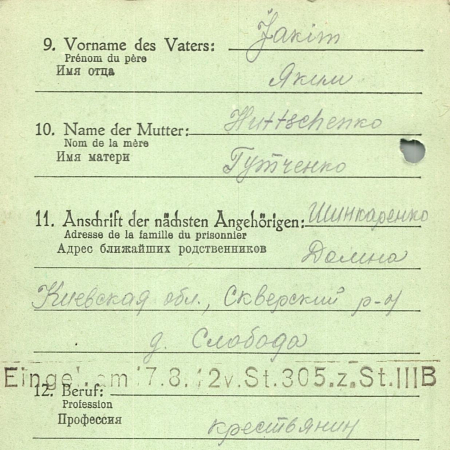 9. Vorname des Vaters: Jakim
Prénom du père
Имя отца Яким
10. Name der Mutter: Huttschenko
Nom de la mère
Имя матери Гутченко
11. Anschrift der nächsten Angehörigen: Шинкаренко
Adresse de la famille du prisonnier
Адрес ближайших родственников Домина
Киевская обл., Скверский р-н
д. Слобода
Eingel. am 7.8.42 v. St. 305. z. St. III B
12. Beruf:
Profession
Профессия крестьянин